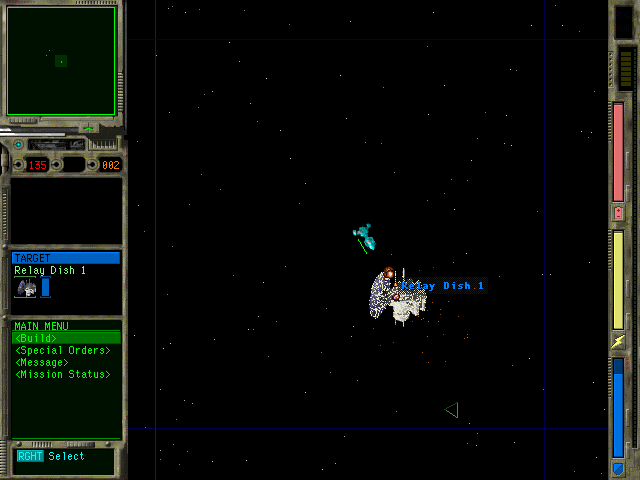 135 002
TARGET
Relay Dish 1
Relay Dish 1
MAIN MENU
<Build>
<Special Orders>
<Message>
<Mission Status>
RGHT Select